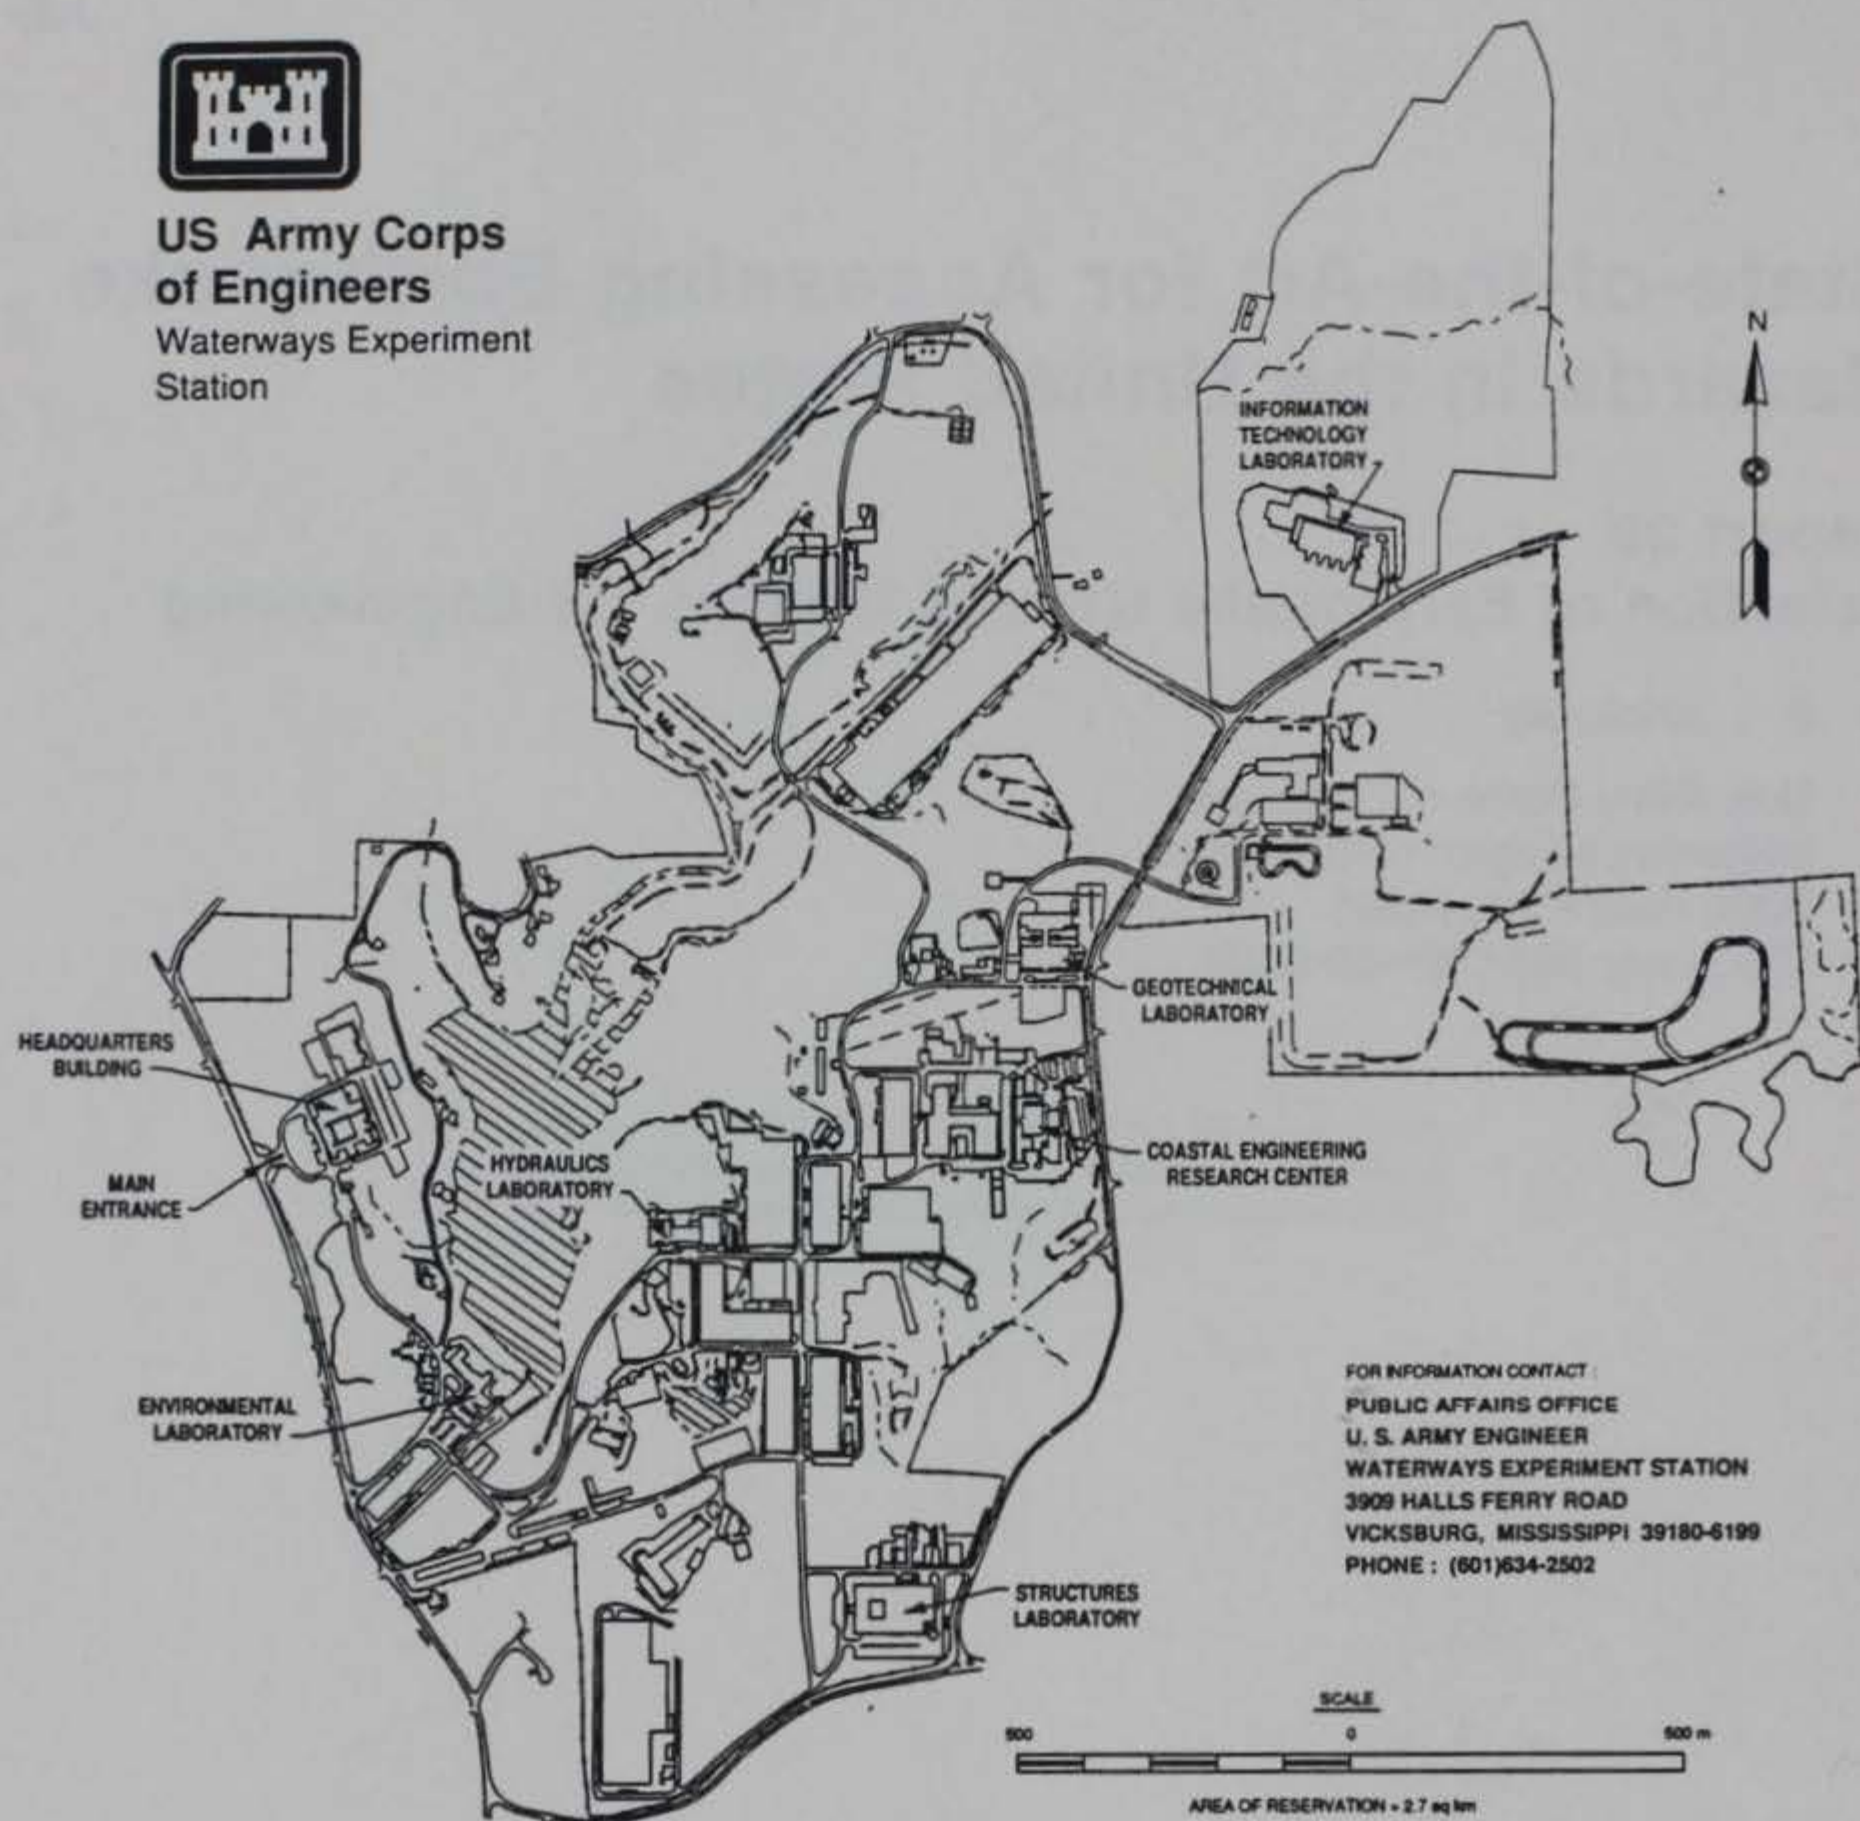 US Army Corps
of Engineers
Waterways Experiment
Station
N
INFORMATION
TECHNOLOGY
LABORATORY
GEOTECHNICAL
LABORATORY
HEADQUARTERS
BUILDING
MAIN
ENTRANCE
HYDRAULICS
LABORATORY
COASTAL ENGINEERING
RESEARCH CENTER
ENVIRONMENTAL
LABORATORY
STRUCTURES
LABORATORY
FOR INFORMATION CONTACT :
PUBLIC AFFAIRS OFFICE
U. S. ARMY ENGINEER
WATERWAYS EXPERIMENT STATION
3909 HALLS FERRY ROAD
VICKSBURG, MISSISSIPPI 39180-6199
PHONE : (601)634-2502
SCALE
500 0 500 m
AREA OF RESERVATION = 2.7 sq km